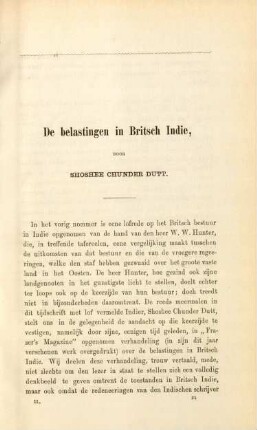 De belastingen in Britsch Indie,
DOOR
SHOSHEE CHUNDER DUTT.
In het vorig nommer is eene lofrede op het Britsch bestuur
in Indie opgenomen van de hand van den heer W. W. Hunter,
die, in treffende tafereelen, eene vergelijking maakt tusschen
de uitkomsten van dat bestuur en die van de vroegere regee-
ringen, welke den staf hebben gezwaaid over het groote vaste
land in het Oosten. De heer Hunter, hoe gezind ook zijne
landgenooten in het gunstigste licht te stellen, doelt echter
ter loops ook op de keerzijde van hun bestuur; doch treedt
niet in bijzonderheden daaromtrent. De reeds meermalen in
dit tijdschrift met lof vermelde Indier, Shoshee Chunder Dutt,
stelt ons in de gelegenheid de aandacht op die keerzijde te
vestigen, namelijk door zijne, eenigen tijd geleden, in „Fra-
ser's Magazine" opgenomen verhandeling (in zijn dit jaar
verschenen werk overgedrukt) over de belastingen in Britsch
Indie. Wij deelen deze verhandeling, trouw vertaald, mede,
niet slechts om den lezer in staat te stellen zich een volledig
denkbeeld te geven omtrent de toestanden in Britsch Indie,
maar ook omdat de redeneeringen van den Indischen schrijver